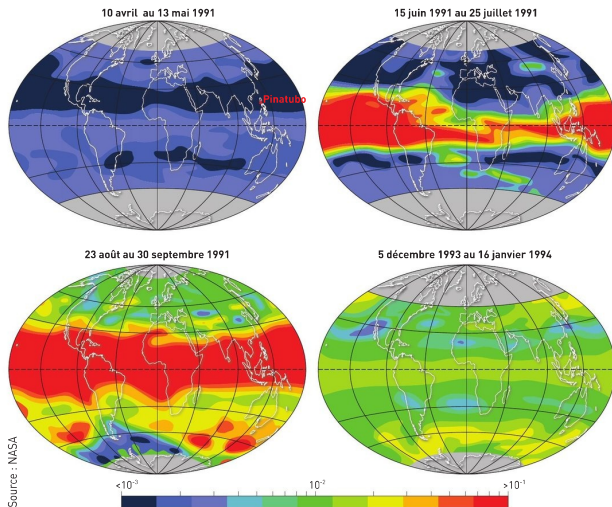 10 avril au 13 mai 1991
15 juin 1991 au 25 juillet 1991
Pinatubo
23 août au 30 septembre 1991
5 décembre 1993 au 16 janvier 1994
Source : NASA
<10⁻³ 10⁻² >10⁻¹